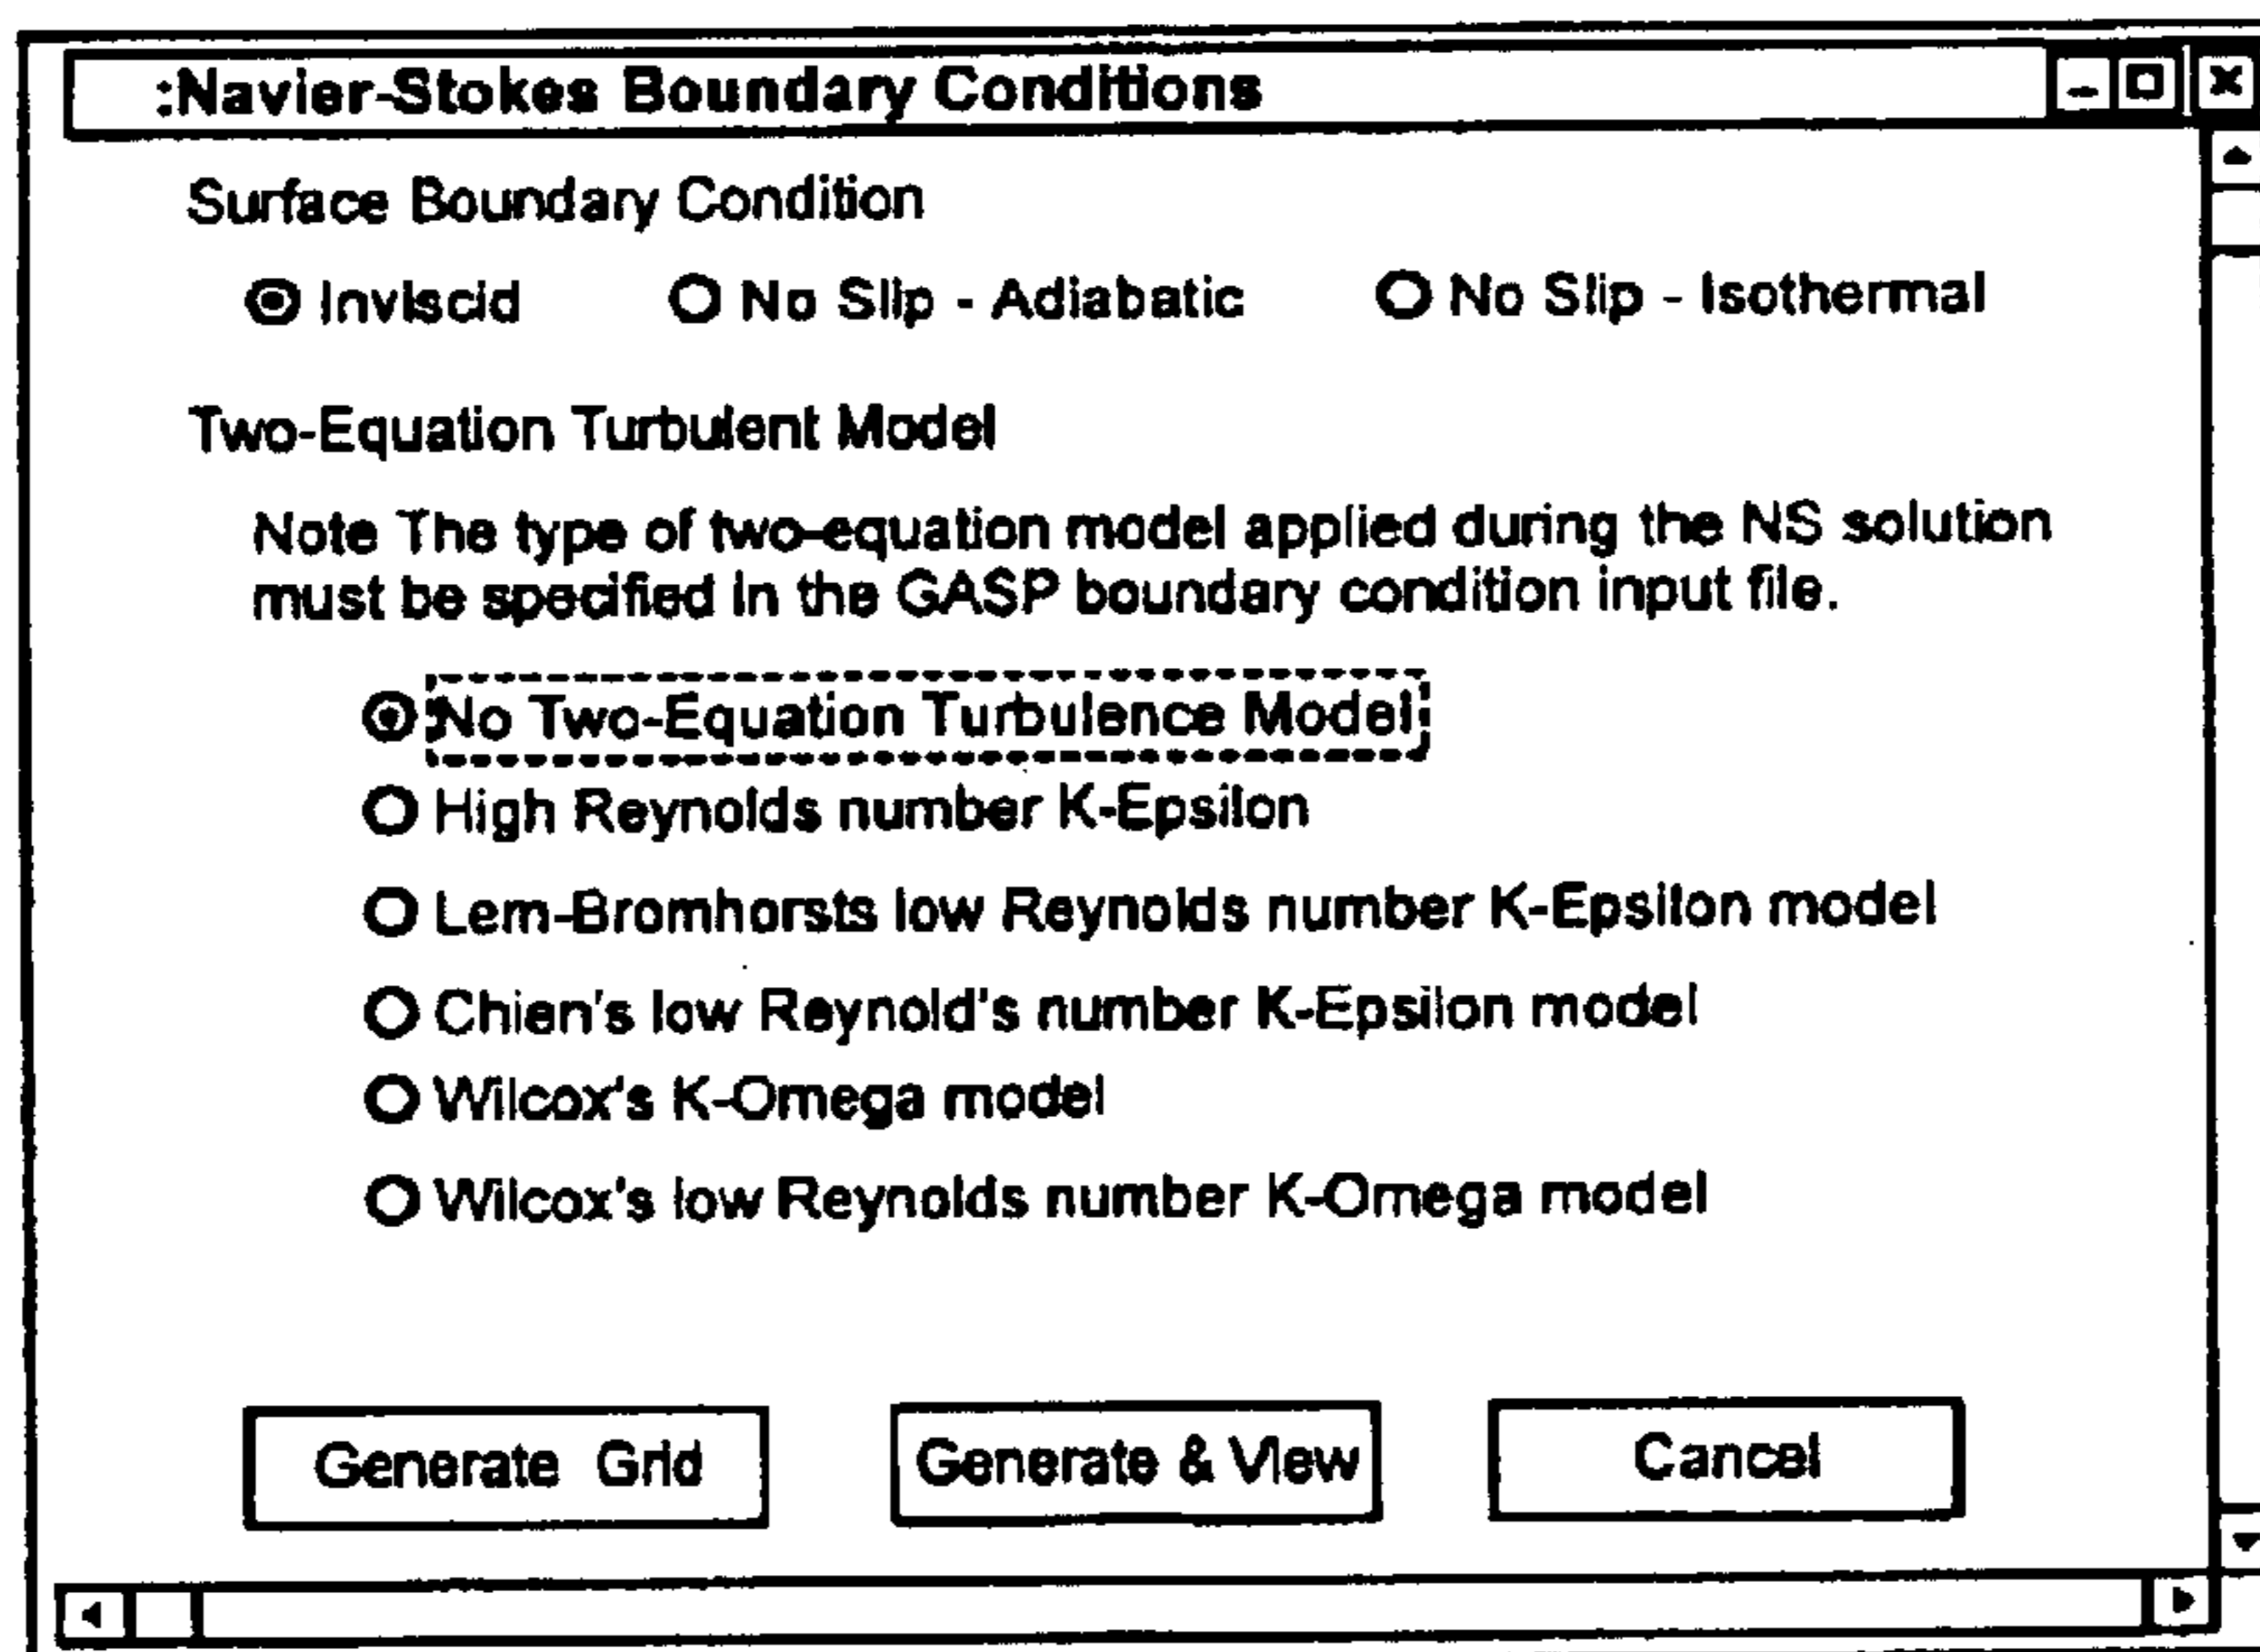 :Navier-Stokes Boundary Conditions
Surface Boundary Condition
Inviscid No Slip - Adiabatic No Slip - Isothermal
Two-Equation Turbulent Model
Note The type of two-equation model applied during the NS solution
must be specified in the GASP boundary condition input file.
No Two-Equation Turbulence Model
High Reynolds number K-Epsilon
Lem-Bromhorsts low Reynolds number K-Epsilon model
Chien's low Reynold's number K-Epsilon model
Wilcox's K-Omega model
Wilcox's low Reynolds number K-Omega model
Generate Grid Generate & View Cancel